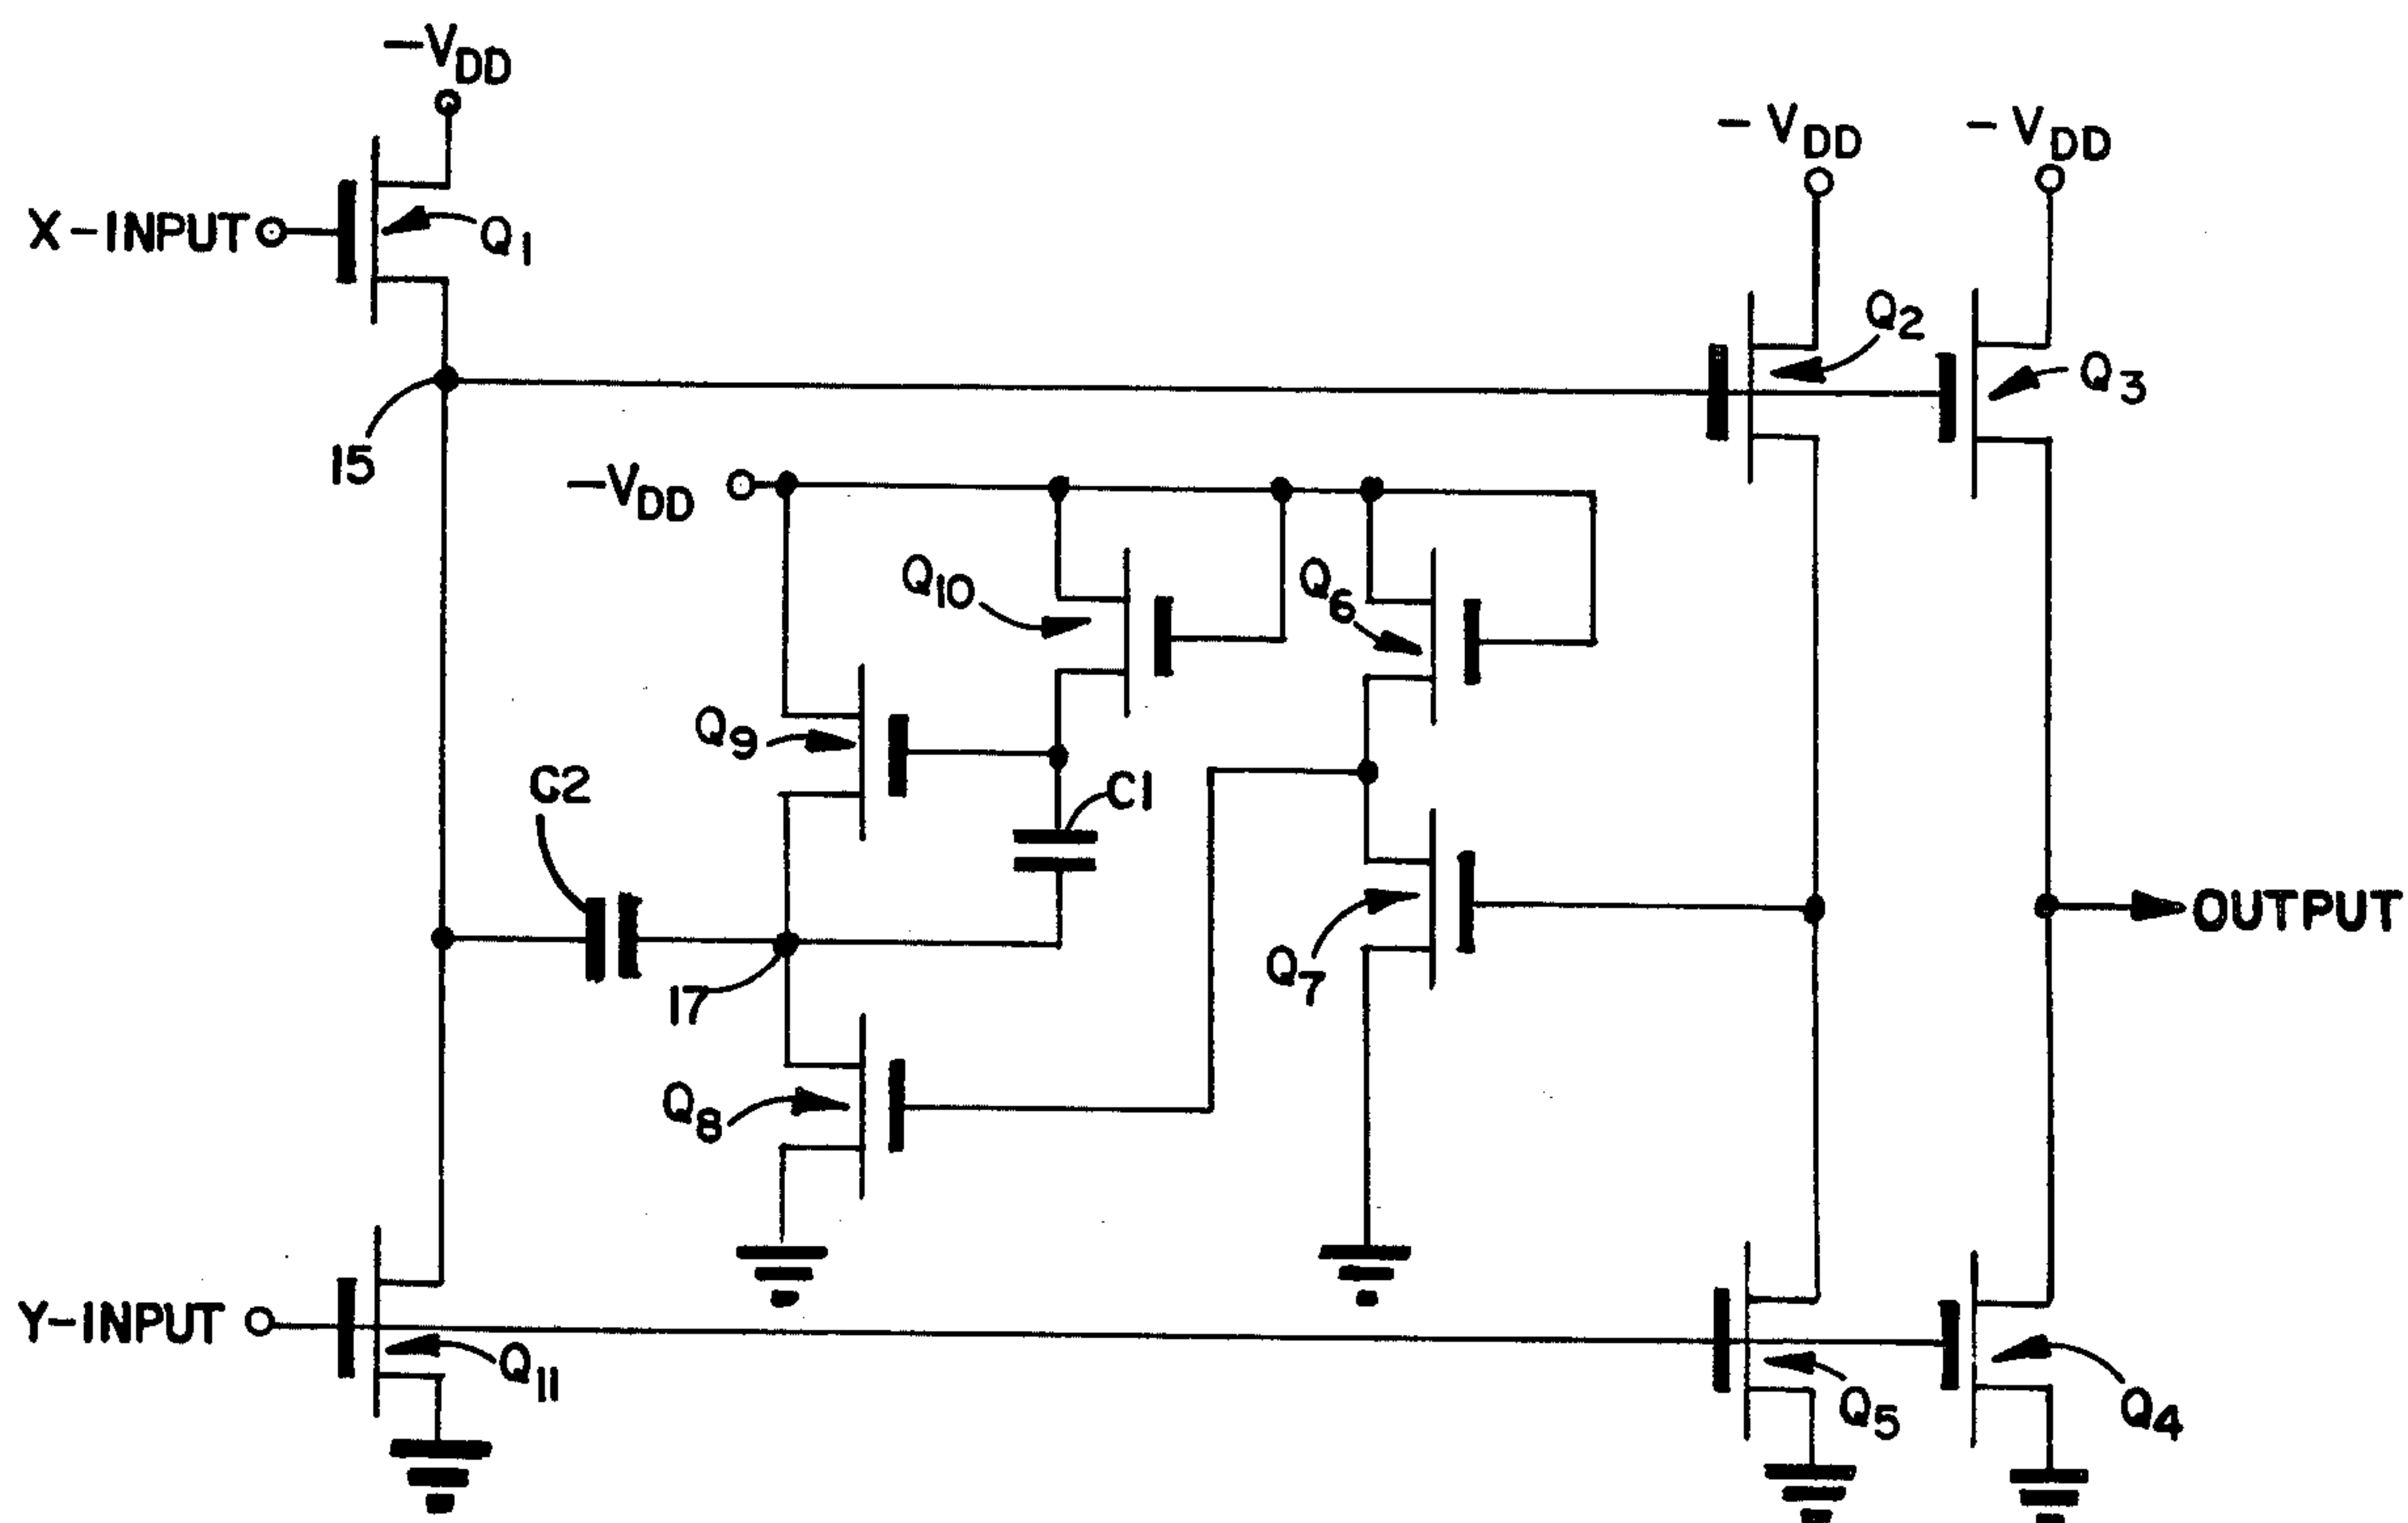 -VDD
X-INPUT
Q1
-VDD
-VDD
Q2
Q3
15
-VDD
Q10
Q6
Q9
C1
C2
17
Q7
OUTPUT
Q8
Y-INPUT
Q11
Q5
Q4